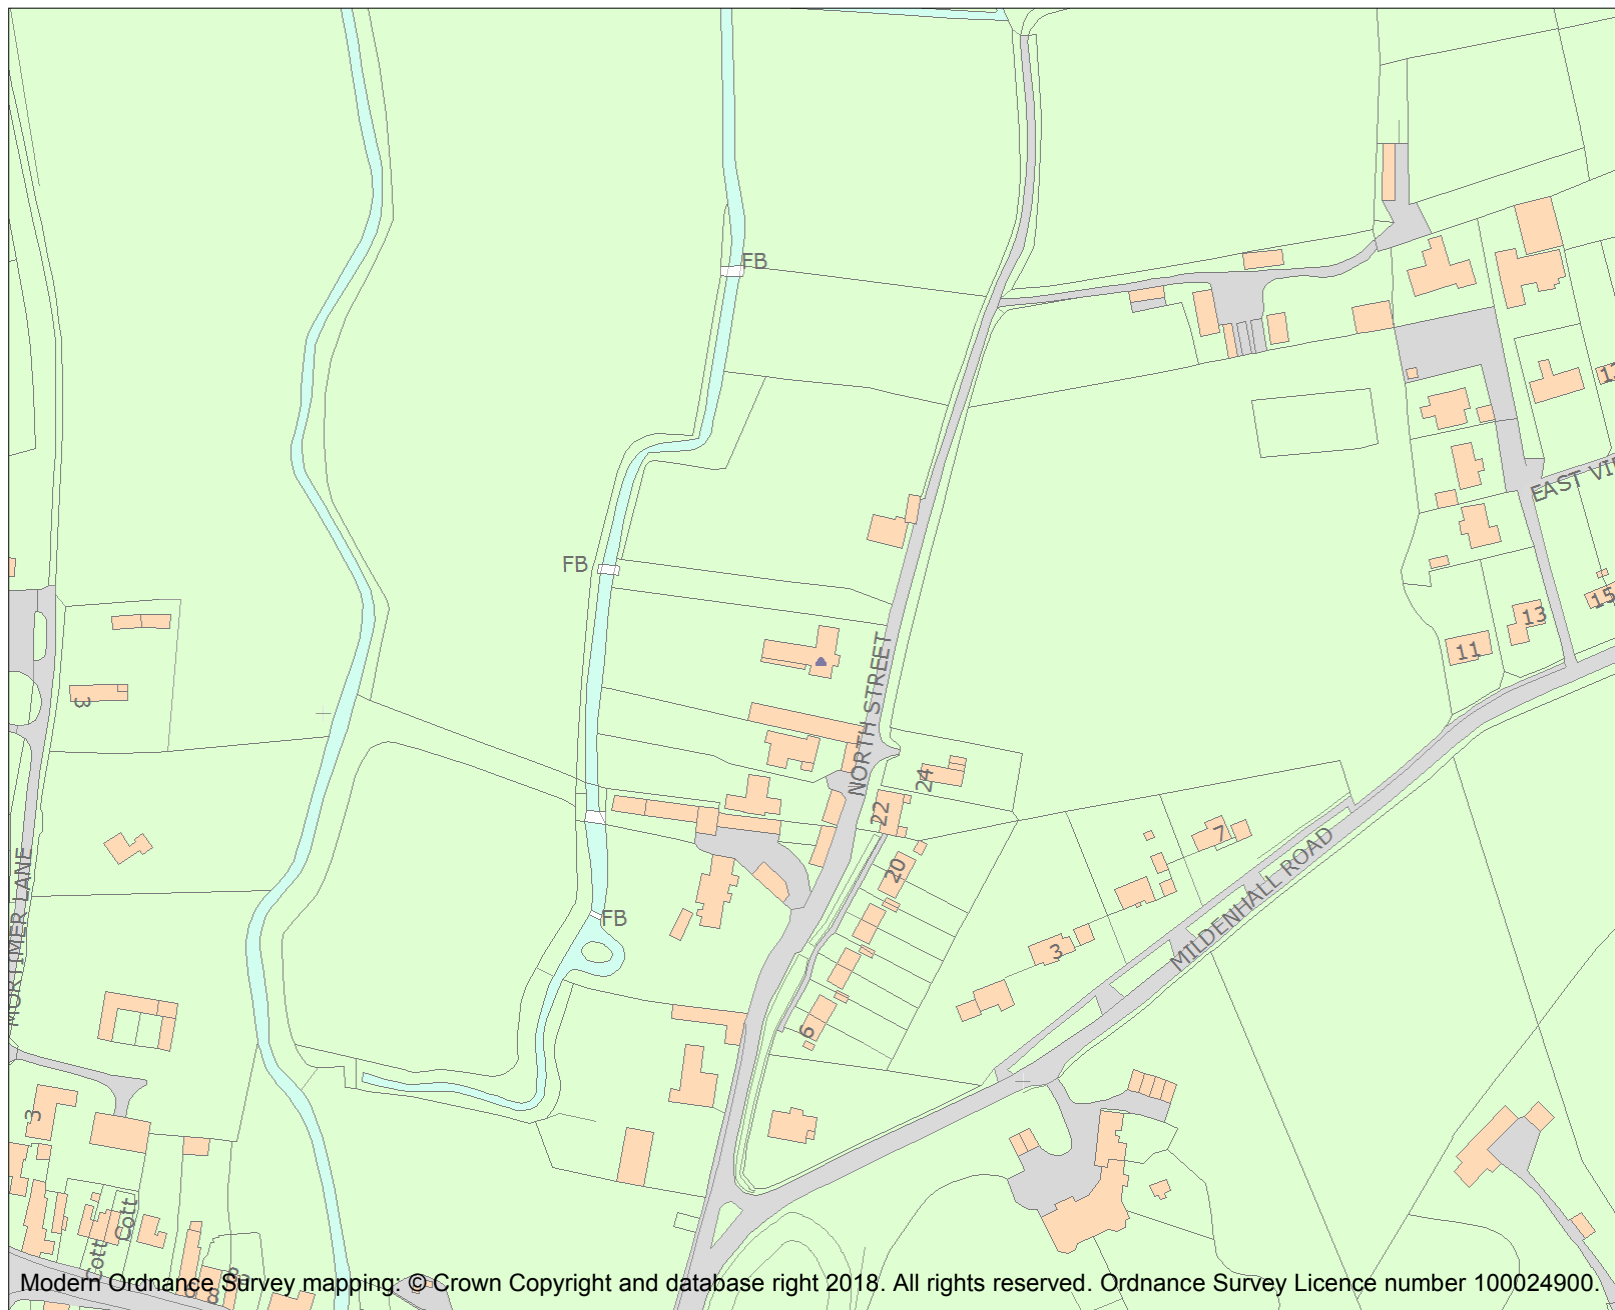 FB
EAST VI
FB
15
13
11
3
NORTH STREET
24
22
20
7
MORTIMER LANE
MILDENHALL ROAD
FB
3
6
3
Cott
Cott
Modern Ordnance Survey mapping: © Crown Copyright and database right 2018. All rights reserved. Ordnance Survey Licence number 100024900.